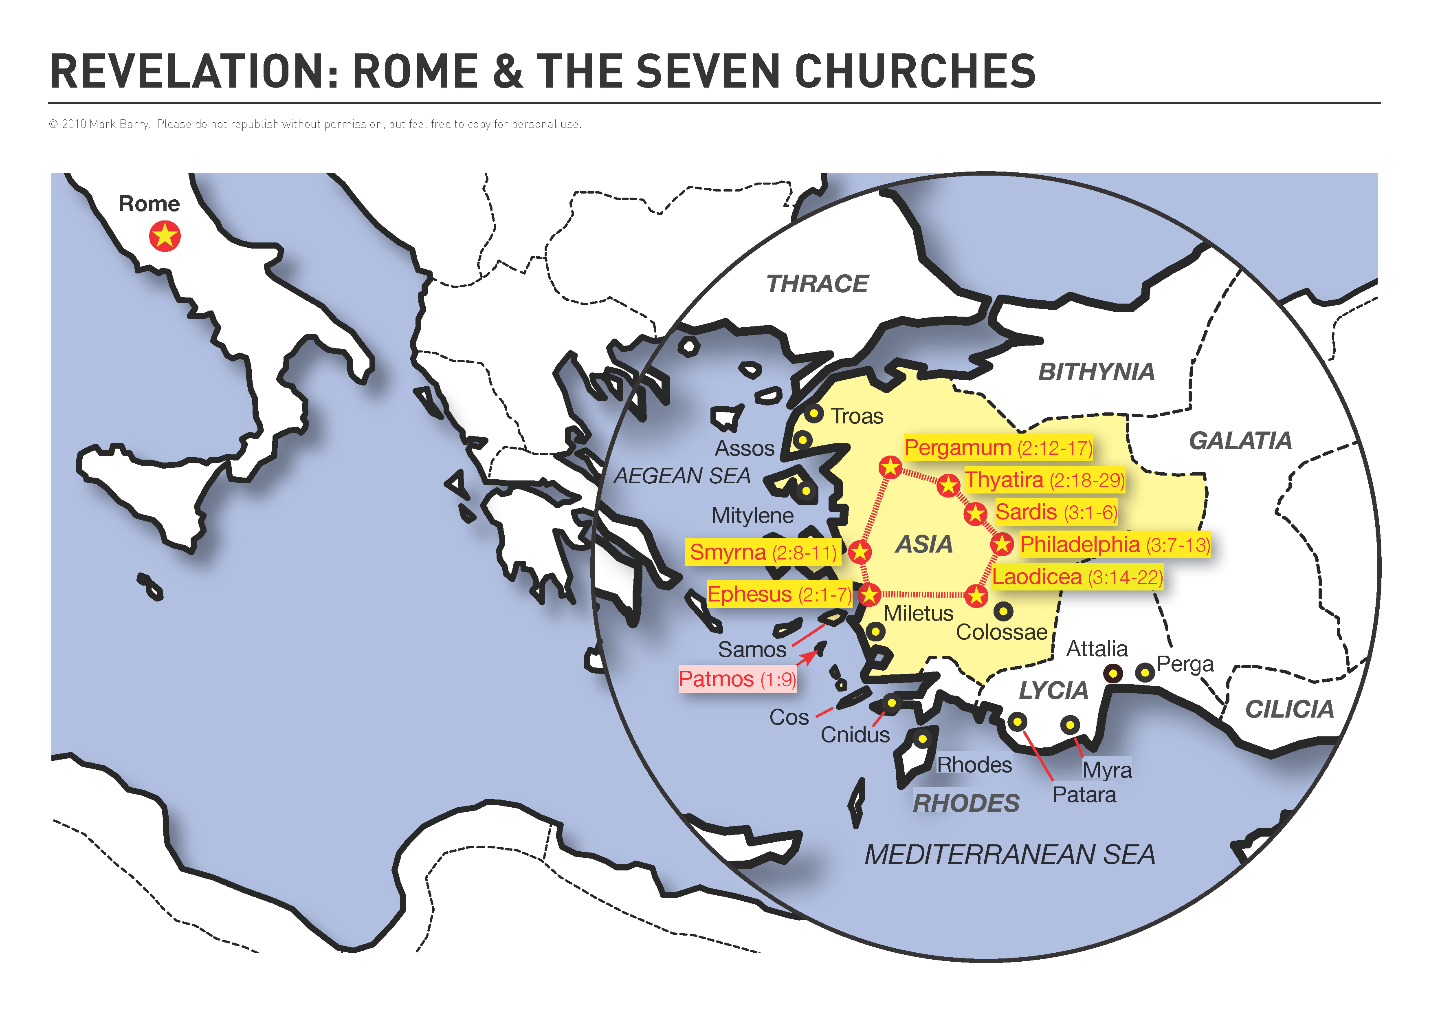 REVELATION: ROME & THE SEVEN CHURCHES
© 2010 Mark Barry. Please do not republish without permission, but feel free to copy for personal use.
Rome
THRACE
BITHYNIA
GALATIA
Troas
Assos
Pergamum (2:12-17)
AEGEAN SEA
Thyatira (2:18-29)
Mitylene
Sardis (3:1-6)
Smyrna (2:8-11)
ASIA
Philadelphia (3:7-13)
Laodicea (3:14-22)
Ephesus (2:1-7)
Miletus
Colossae
Samos
Attalia
Perga
Patmos (1:9)
LYCIA
CILICIA
Cos
Cnidus
Rhodes
Myra
Patara
RHODES
MEDITERRANEAN SEA